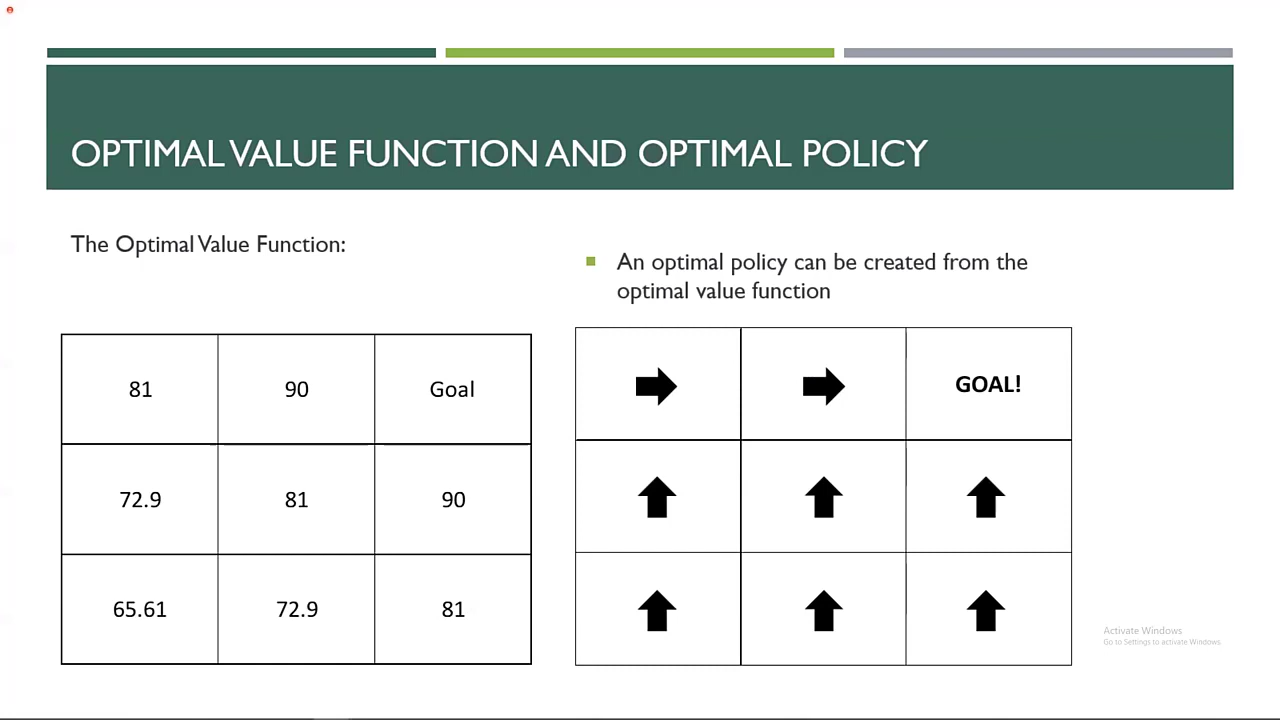 OPTIMAL VALUE FUNCTION AND OPTIMAL POLICY
The Optimal Value Function:
81 90 Goal
72.9 81 90
65.61 72.9 81
An optimal policy can be created from the
optimal value function
GOAL!
Activate Windows
Go to Settings to activate Windows.